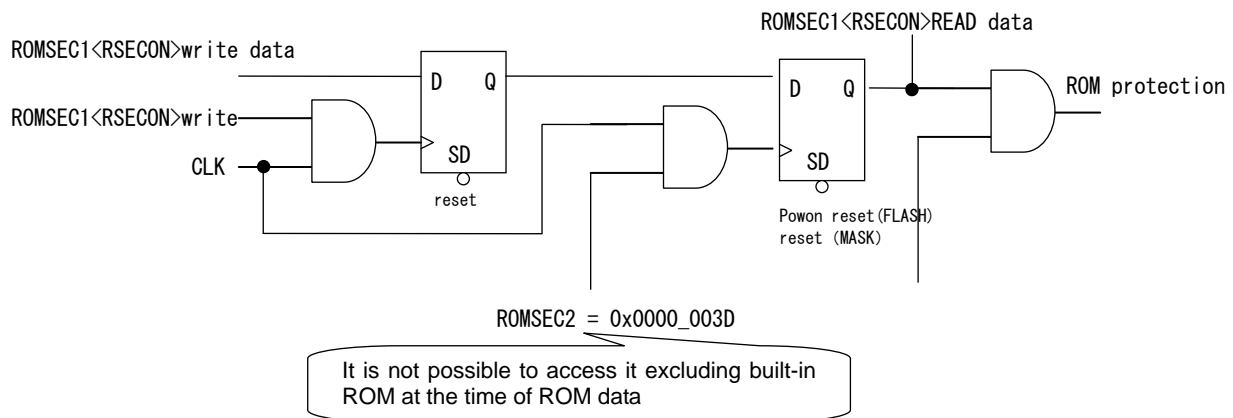 ROMSEC1<RSECON>READ data
ROMSEC1<RSECON>write data
D Q
D Q
ROM protection
ROMSEC1<RSECON>write
CLK
SD
SD
reset
Powon reset(FLASH)
reset (MASK)
ROMSEC2 = 0x0000_003D
It is not possible to access it excluding built-in
ROM at the time of ROM data